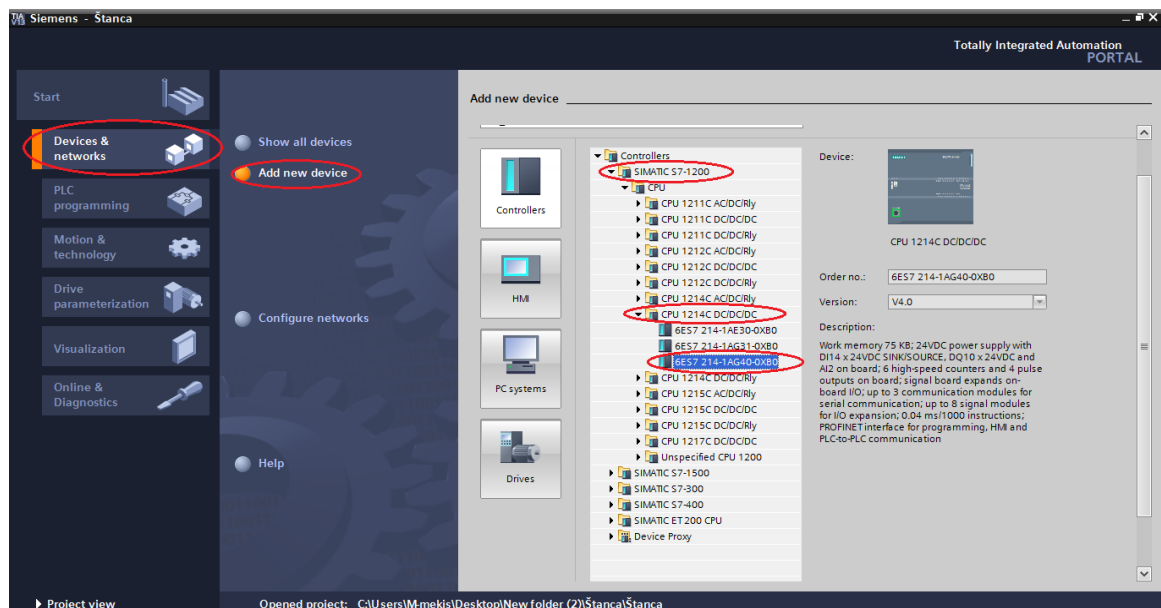 Siemens - Štanca
Totally Integrated Automation
PORTAL
Start
Devices &
networks
PLC
programming
Motion &
technology
Drive
parameterization
Visualization
Online &
Diagnostics
Show all devices
Add new device
Configure networks
Help
Add new device
Controllers
HMI
PC systems
Drives
Controllers
SIMATIC S7-1200
CPU
CPU 1211C AC/DC/Rly
CPU 1211C DC/DC/DC
CPU 1211C DC/DC/Rly
CPU 1212C AC/DC/Rly
CPU 1212C DC/DC/DC
CPU 1212C DC/DC/Rly
CPU 1214C AC/DC/Rly
CPU 1214C DC/DC/DC
6ES7 214-1AE30-0XB0
6ES7 214-1AG31-0XB0
6ES7 214-1AG40-0XB0
CPU 1214C DC/DC/Rly
CPU 1215C AC/DC/Rly
CPU 1215C DC/DC/DC
CPU 1215C DC/DC/Rly
CPU 1217C DC/DC/DC
Unspecified CPU 1200
SIMATIC S7-1500
SIMATIC S7-300
SIMATIC S7-400
SIMATIC ET 200 CPU
Device Proxy
Device:
CPU 1214C DC/DC/DC
Order no.: 6ES7 214-1AG40-0XB0
Version: V4.0
Description:
Work memory 75 KB; 24VDC power supply with
DI14 x 24VDC SINK/SOURCE, DQ10 x 24VDC and
AI2 on board; 6 high-speed counters and 4 pulse
outputs on board; signal board expands on-
board I/O; up to 3 communication modules for
serial communication; up to 8 signal modules
for I/O expansion; 0.04 ms/1000 instructions;
PROFINET interface for programming, HMI and
PLC-to-PLC communication
Project view
Opened project: C:\Users\M-mekis\Desktop\New folder (2)\Štanca\Štanca